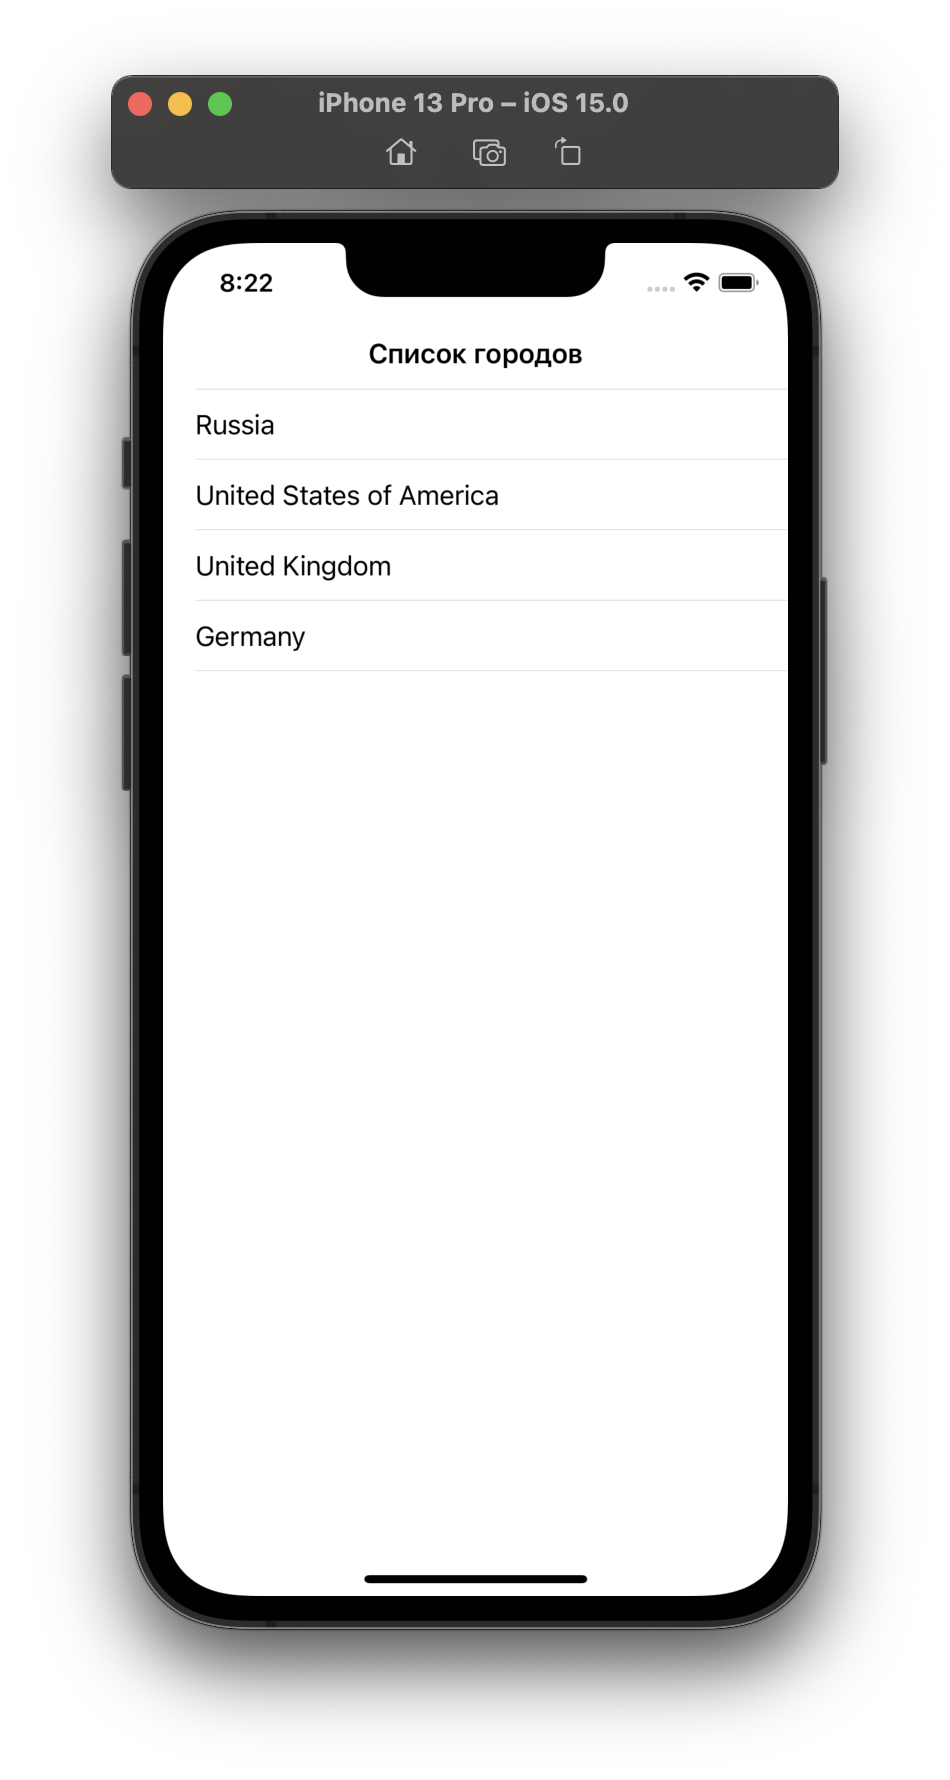 iPhone 13 Pro – iOS 15.0
8:22
Список городов
Russia
United States of America
United Kingdom
Germany